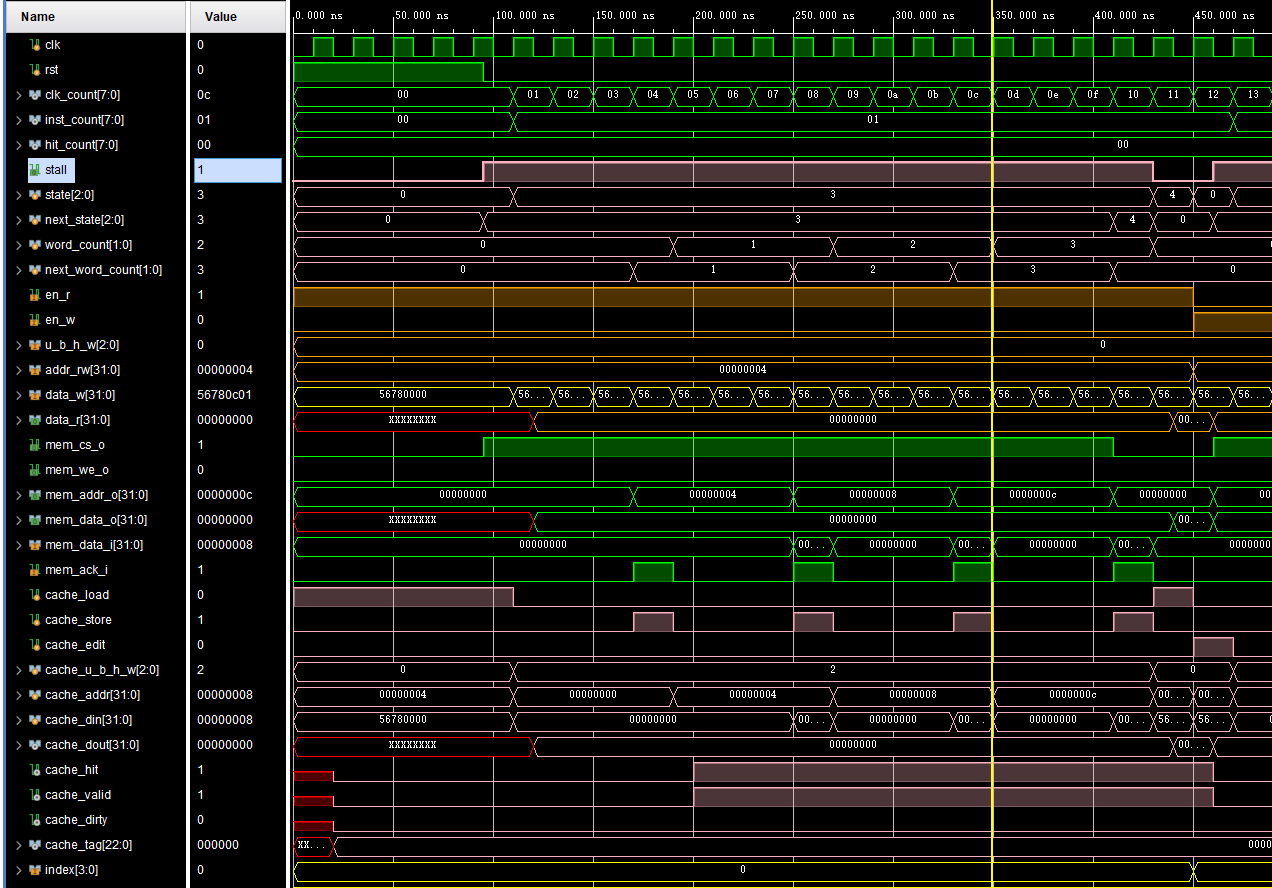 Name Value 0.000 ns 50.000 ns 100.000 ns 150.000 ns 200.000 ns 250.000 ns 300.000 ns 350.000 ns 400.000 ns 450.000 ns
clk 0
rst 0
clk_count[7:0] 0c 00 01 02 03 04 05 06 07 08 09 0a 0b 0c 0d 0e 0f 10 11 12 13
inst_count[7:0] 01 00 01
hit_count[7:0] 00 00
stall 1
state[2:0] 3 0 3 4 0
next_state[2:0] 3 0 3 4 0
word_count[1:0] 2 0 1 2 3
next_word_count[1:0] 3 0 1 2 3 0
en_r 1
en_w 0
u_b_h_w[2:0] 0 0
addr_rw[31:0] 00000004 00000004
data_w[31:0] 56780c01 56780000 56... 56... 56... 56... 56... 56... 56... 56... 56... 56... 56... 56... 56... 56... 56... 56... 56... 56... 56...
data_r[31:0] 00000000 XXXXXXXX 00000000 00...
mem_cs_o 1
mem_we_o 0
mem_addr_o[31:0] 0000000c 00000000 00000004 00000008 0000000c 00000000 00
mem_data_o[31:0] 00000000 XXXXXXXX 00000000 00...
mem_data_i[31:0] 00000008 00000000 00... 00000000 00... 00000000 00... 0000000
mem_ack_i 1
cache_load 0
cache_store 1
cache_edit 0
cache_u_b_h_w[2:0] 2 0 2 0
cache_addr[31:0] 00000008 00000004 00000000 00000004 00000008 0000000c 00... 00...
cache_din[31:0] 00000008 56780000 00000000 00... 00000000 00... 00000000 00... 56... 56...
cache_dout[31:0] 00000000 XXXXXXXX 00000000 00...
cache_hit 1
cache_valid 1
cache_dirty 0
cache_tag[22:0] 000000 XX... 0000
index[3:0] 0 0